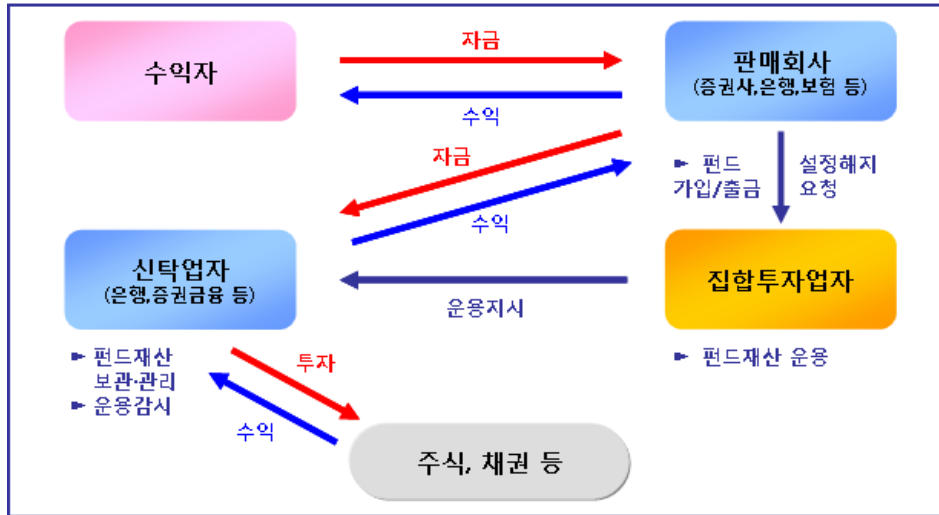 자금
수익자
판매회사
(증권사,은행,보험 등)
수익
자금
► 펀드
가입/출금
설정해지
요청
수익
신탁업자
(은행,증권금융 등)
집합투자업자
운용지시
► 펀드재산
보관·관리
► 운용감시
투자
► 펀드재산 운용
수익
주식, 채권 등